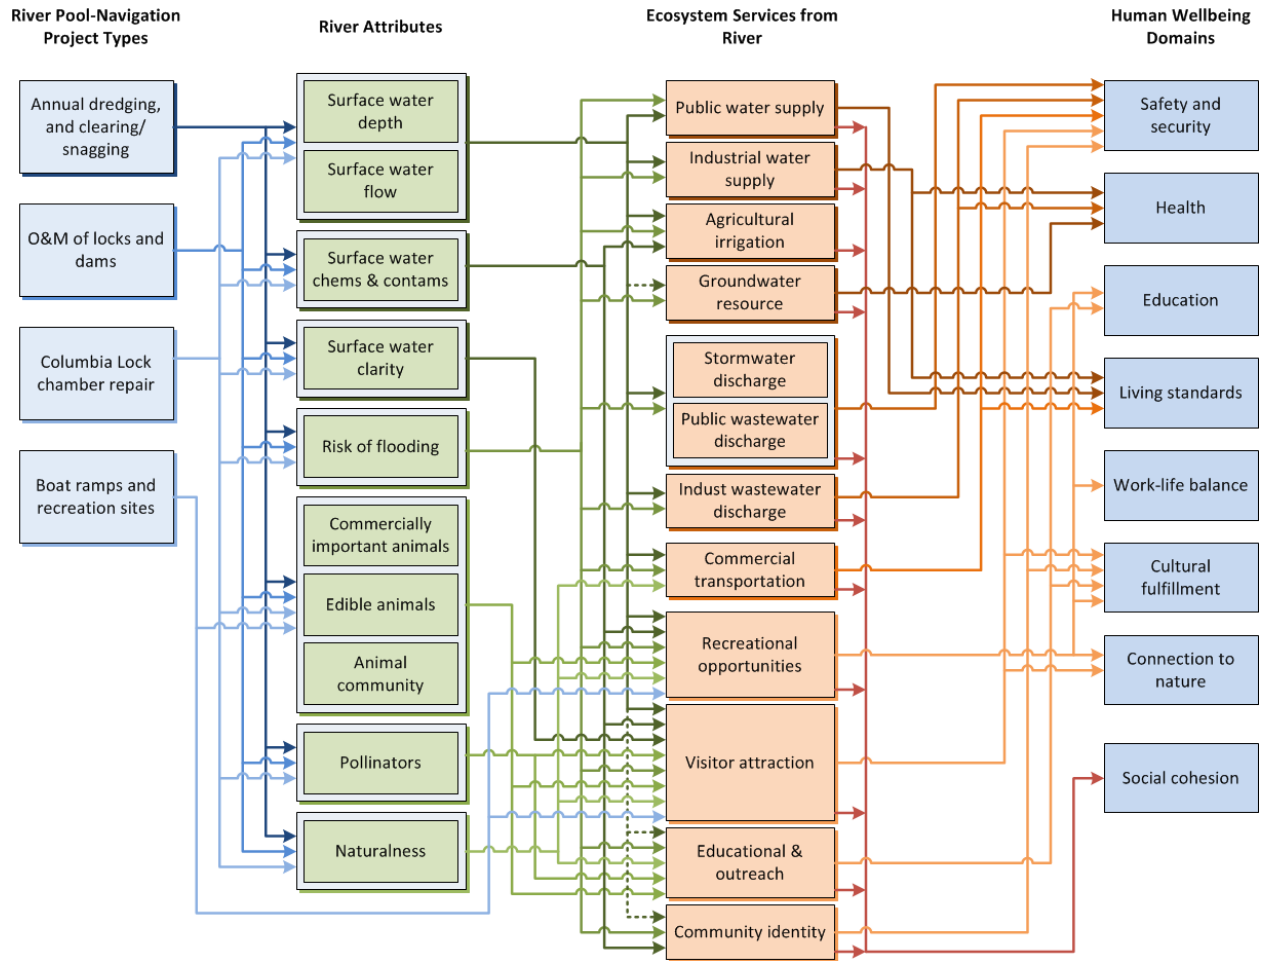 River Pool-Navigation
Project Types
River Attributes
Ecosystem Services from
River
Human Wellbeing
Domains
Annual dredging,
and clearing/
snagging
O&M of locks and
dams
Columbia Lock
chamber repair
Boat ramps and
recreation sites
Surface water
depth
Surface water
flow
Surface water
chems & contams
Surface water
clarity
Risk of flooding
Commercially
important animals
Edible animals
Animal
community
Pollinators
Naturalness
Public water supply
Industrial water
supply
Agricultural
irrigation
Groundwater
resource
Stormwater
discharge
Public wastewater
discharge
Indust wastewater
discharge
Commercial
transportation
Recreational
opportunities
Visitor attraction
Educational &
outreach
Community identity
Safety and
security
Health
Education
Living standards
Work-life balance
Cultural
fulfillment
Connection to
nature
Social cohesion